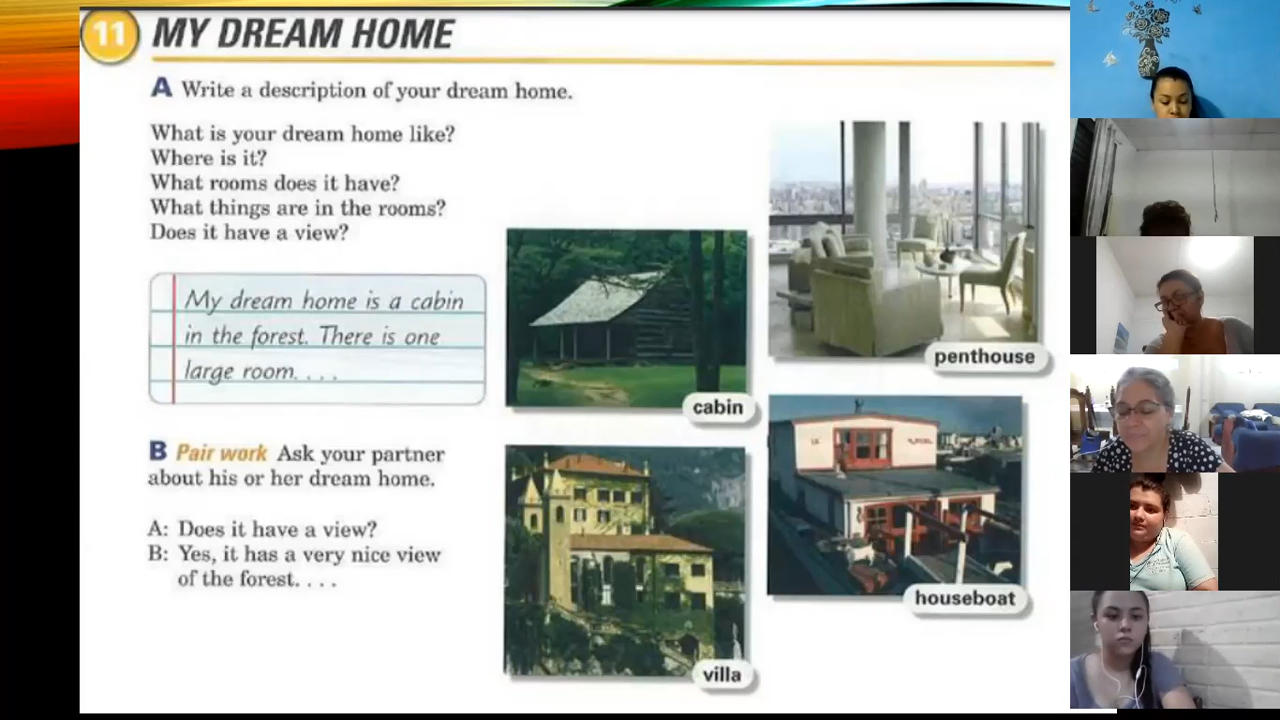 11 MY DREAM HOME
A Write a description of your dream home.
What is your dream home like?
Where is it?
What rooms does it have?
What things are in the rooms?
Does it have a view?
My dream home is a cabin
in the forest. There is one
large room. . . .
cabin
penthouse
B Pair work Ask your partner
about his or her dream home.
A: Does it have a view?
B: Yes, it has a very nice view
of the forest. . . .
houseboat
villa